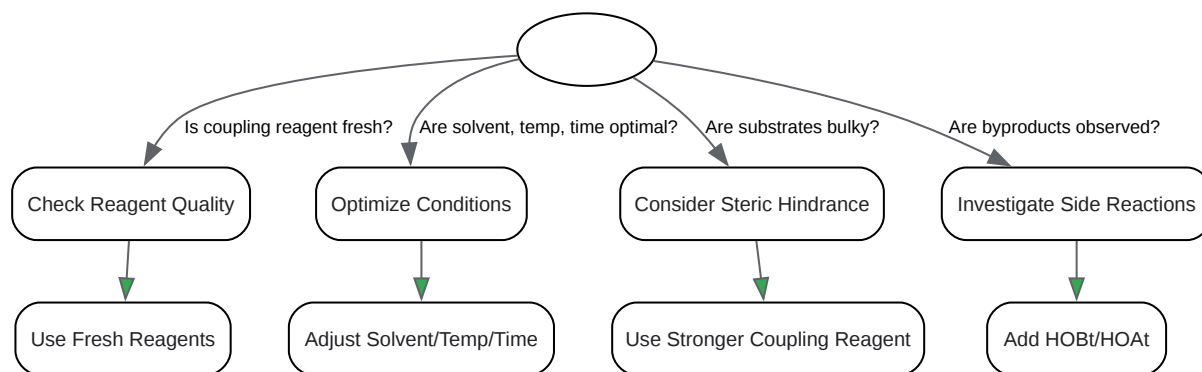 Is coupling reagent fresh?
Are solvent, temp, time optimal?
Are substrates bulky?
Are byproducts observed?
Check Reagent Quality
Optimize Conditions
Consider Steric Hindrance
Investigate Side Reactions
Use Fresh Reagents
Adjust Solvent/Temp/Time
Use Stronger Coupling Reagent
Add HOBt/HOAt